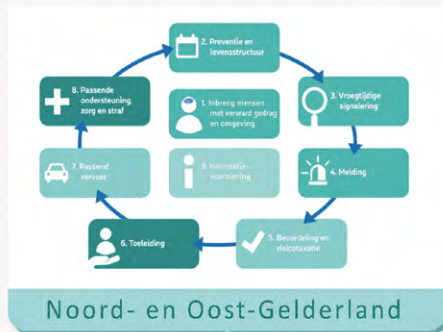 2. Preventie en
levensstructuur
8. Passende
ondersteuning,
zorg en straf
1. Inbreng mensen
met verward gedrag
en omgeving
3. Vroegtijdige
signalering
7. Passend
vervoer
9. Informatie-
voorziening
4. Melding
6. Toeleiding
5. Beoordeling en
risicotaxatie
Noord- en Oost-Gelderland